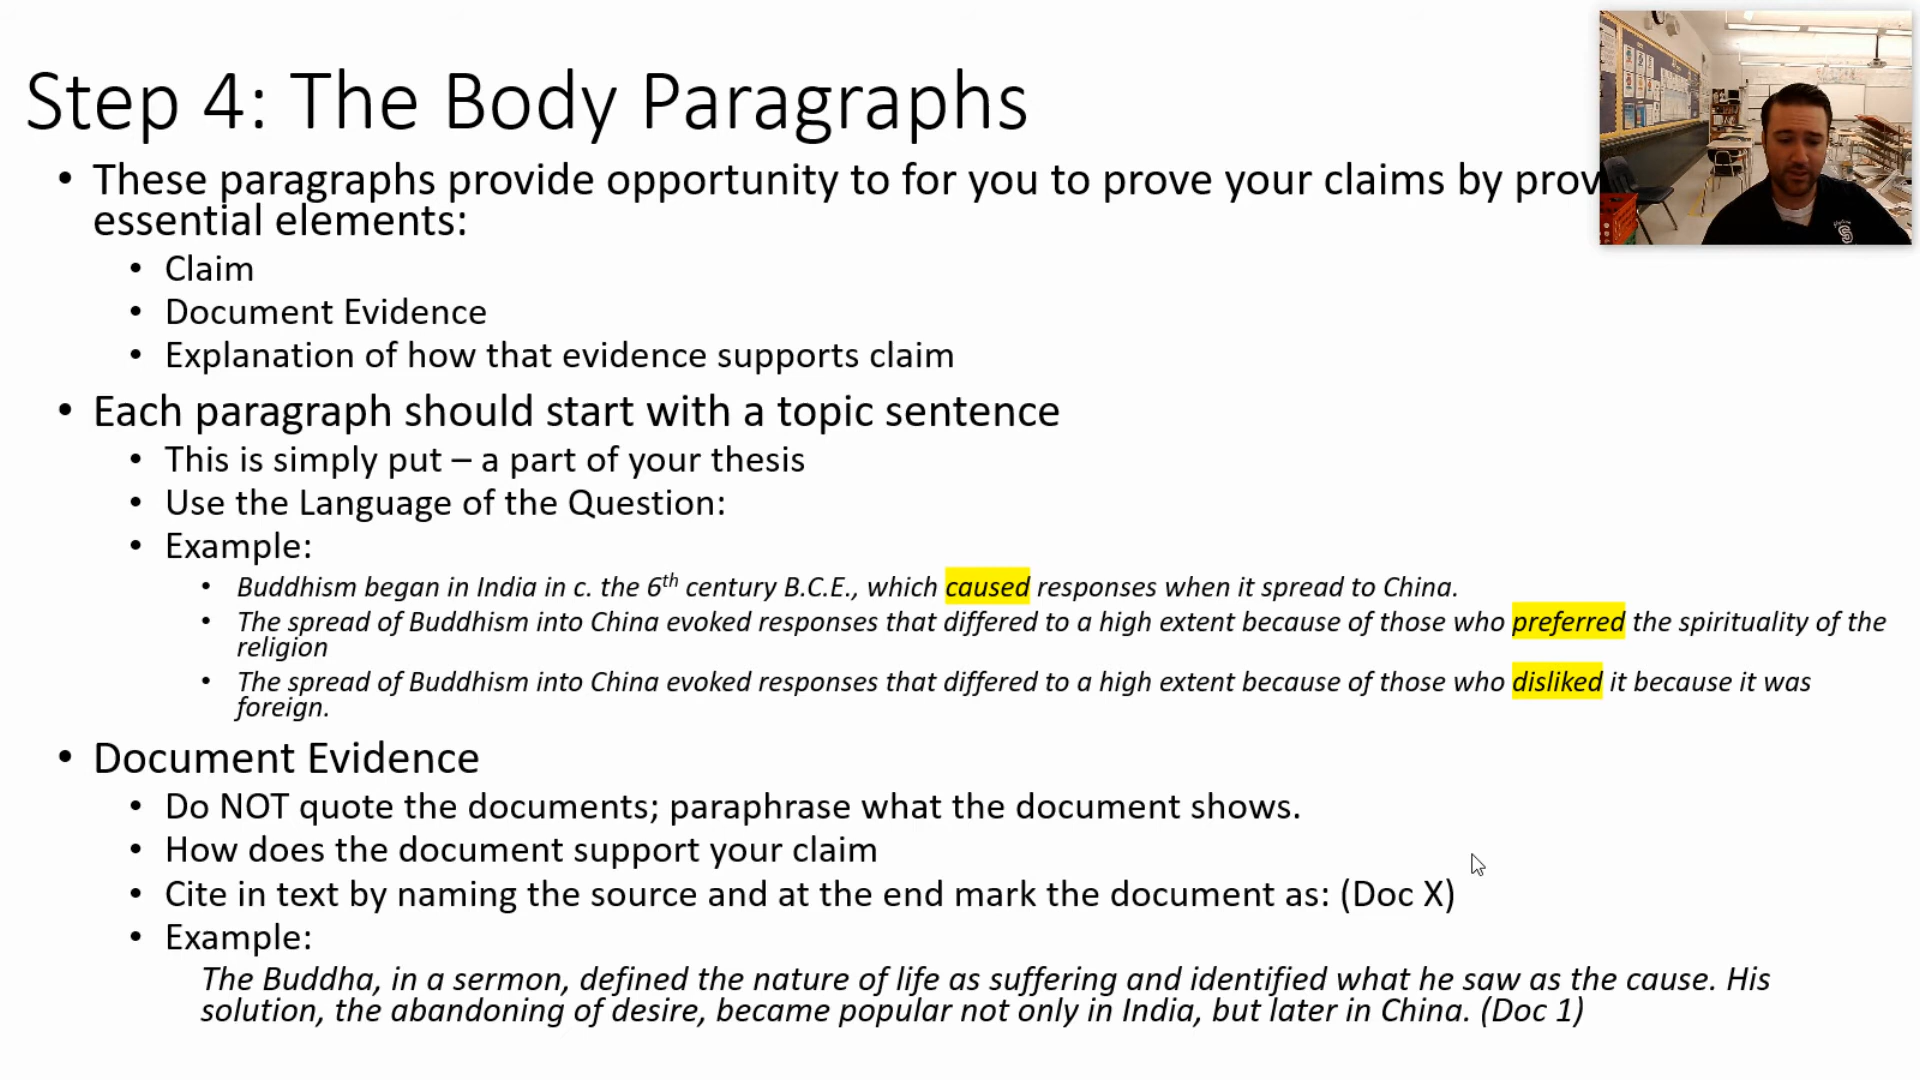 Step 4: The Body Paragraphs
• These paragraphs provide opportunity to for you to prove your claims by prov
essential elements:
• Claim
• Document Evidence
• Explanation of how that evidence supports claim
• Each paragraph should start with a topic sentence
• This is simply put – a part of your thesis
• Use the Language of the Question:
• Example:
• Buddhism began in India in c. the 6th century B.C.E., which caused responses when it spread to China.
• The spread of Buddhism into China evoked responses that differed to a high extent because of those who preferred the spirituality of the
religion
• The spread of Buddhism into China evoked responses that differed to a high extent because of those who disliked it because it was
foreign.
• Document Evidence
• Do NOT quote the documents; paraphrase what the document shows.
• How does the document support your claim
• Cite in text by naming the source and at the end mark the document as: (Doc X)
• Example:
The Buddha, in a sermon, defined the nature of life as suffering and identified what he saw as the cause. His
solution, the abandoning of desire, became popular not only in India, but later in China. (Doc 1)